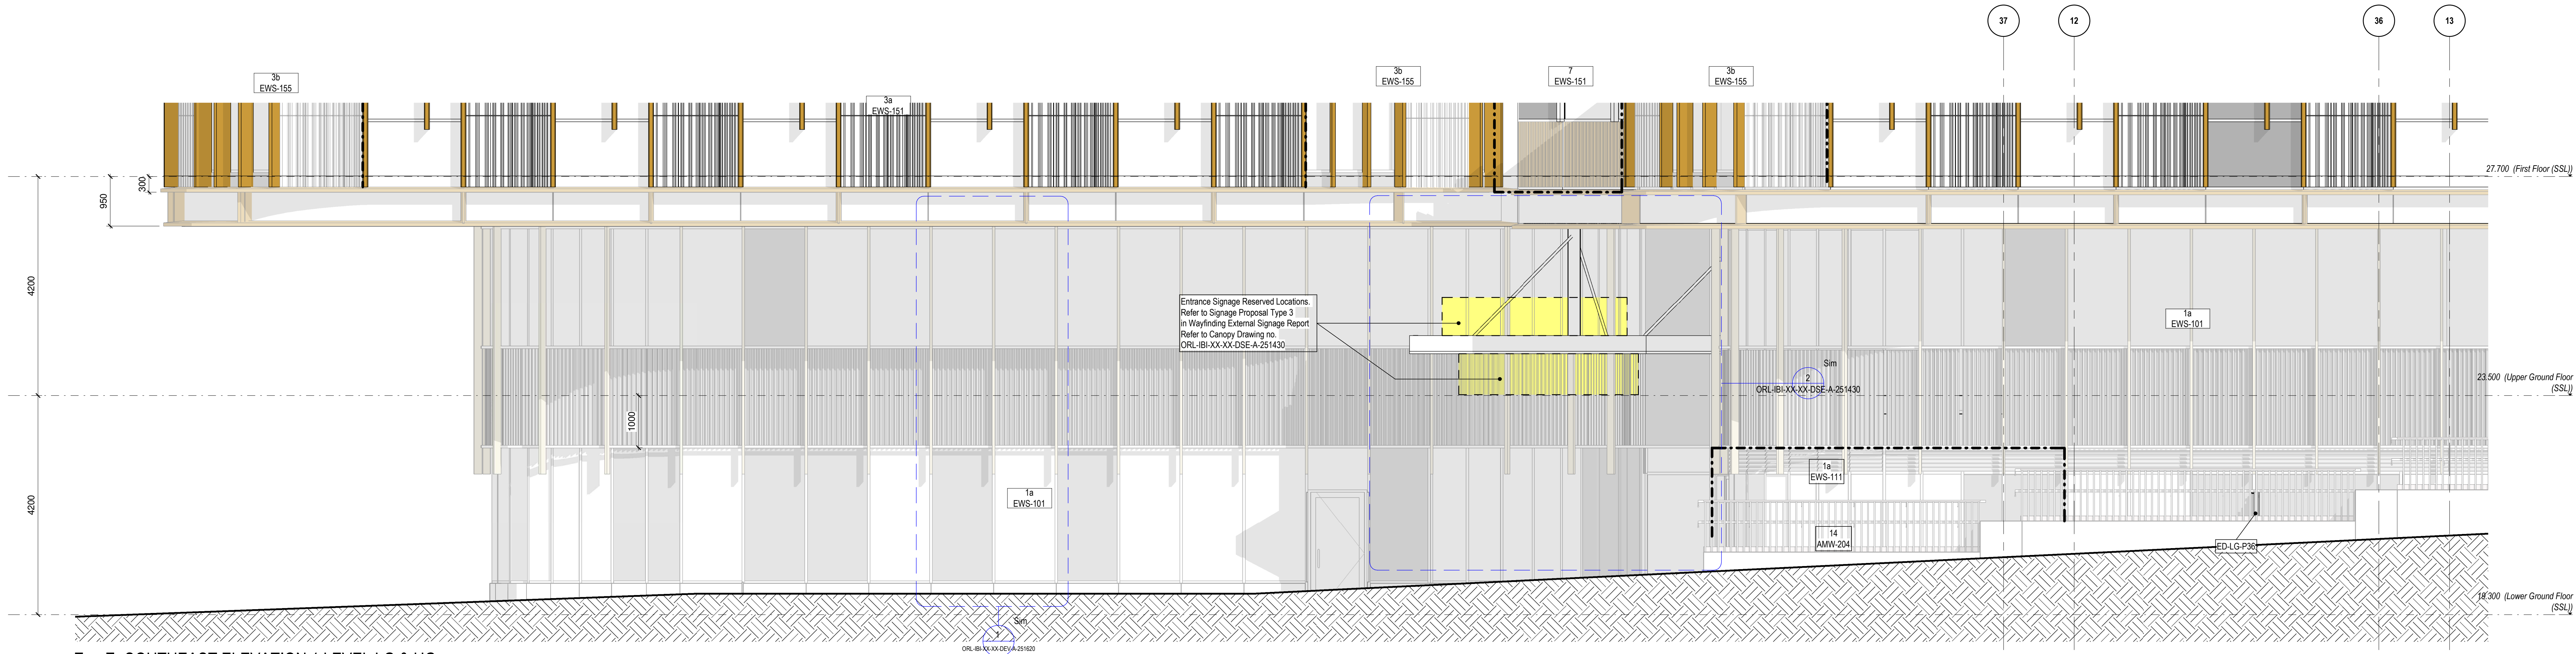 37
12
36
13
3b
EWS-155
3a
EWS-151
3b
EWS-155
7
EWS-151
3b
EWS-155
27.700 (First Floor (SSL))
300
950
4200
Entrance Signage Reserved Locations.
Refer to Signage Proposal Type 3
in Wayfinding External Signage Report
Refer to Canopy Drawing no.
ORL-IBI-XX-XX-DSE-A-251430
1a
EWS-101
Sim
2
ORL-IBI-XX-XX-DSE-A-251430
23.500 (Upper Ground Floor
(SSL))
1000
4200
1a
EWS-101
1a
EWS-111
14
AMW-204
ED-LG-P36
19.300 (Lower Ground Floor
(SSL))
Sim
1
ORL-IBI-XX-XX-DEV-A-251620